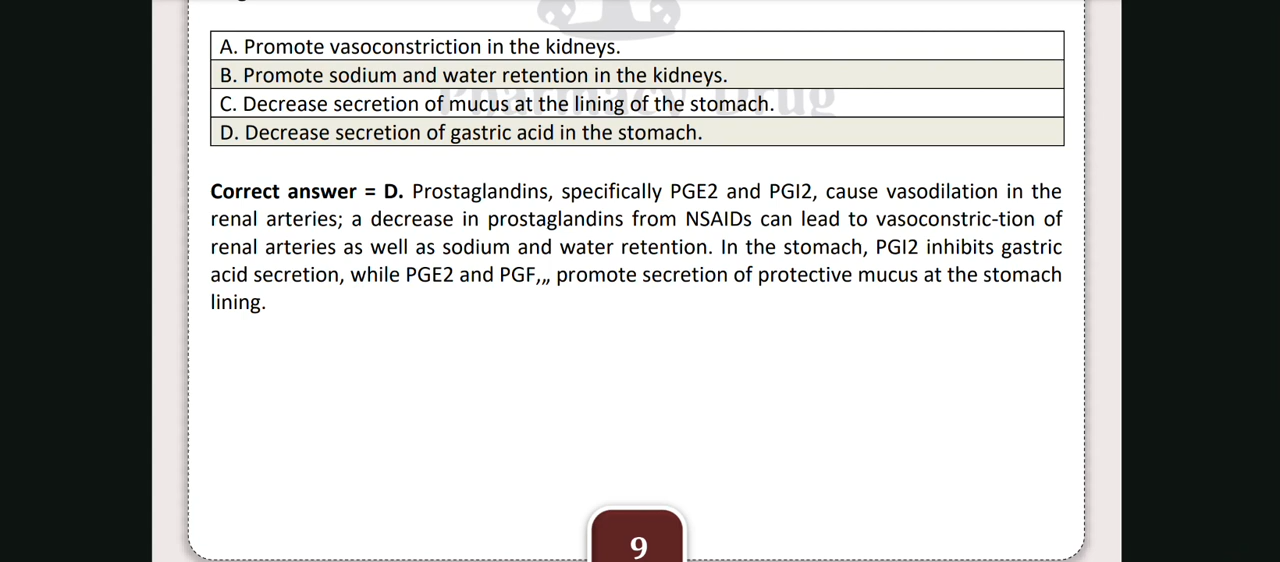 A. Promote vasoconstriction in the kidneys.
B. Promote sodium and water retention in the kidneys.
C. Decrease secretion of mucus at the lining of the stomach.
Pharmacy Drug
D. Decrease secretion of gastric acid in the stomach.
Correct answer = D. Prostaglandins, specifically PGE2 and PGI2, cause vasodilation in the
renal arteries; a decrease in prostaglandins from NSAIDs can lead to vasoconstric-tion of
renal arteries as well as sodium and water retention. In the stomach, PGI2 inhibits gastric
acid secretion, while PGE2 and PGF,,, promote secretion of protective mucus at the stomach
lining.
9